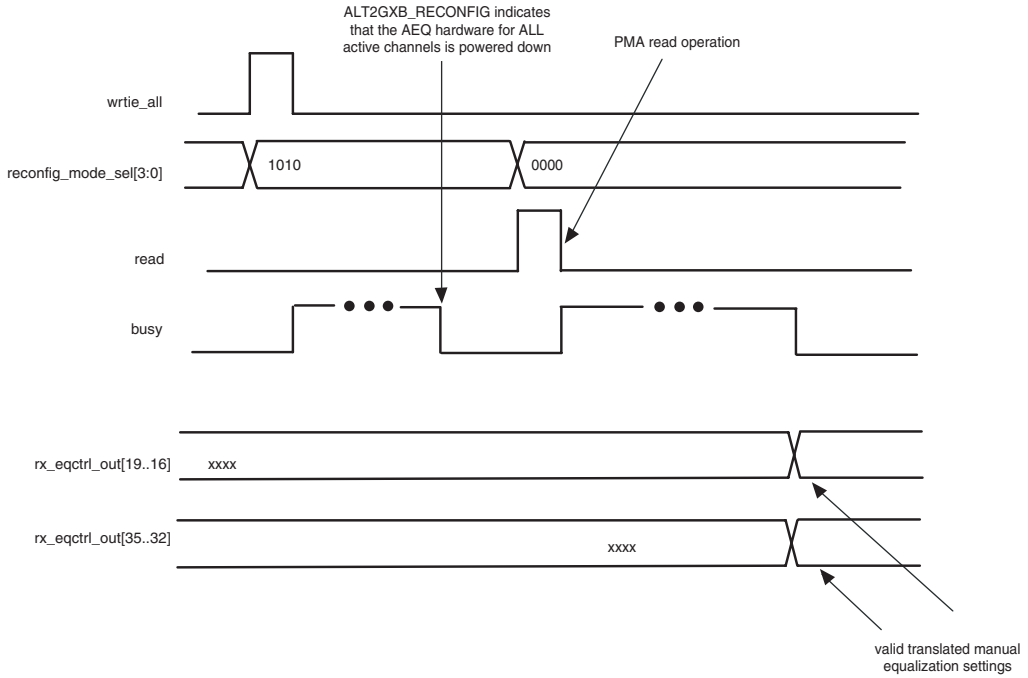 ALT2GXB_RECONFIG indicates
that the AEQ hardware for ALL
active channels is powered down
PMA read operation
wrtie_all
reconfig_mode_sel[3:0]
1010
0000
read
busy
rx_eqctrl_out[19..16]
xxxx
rx_eqctrl_out[35..32]
xxxx
valid translated manual
equalization settings